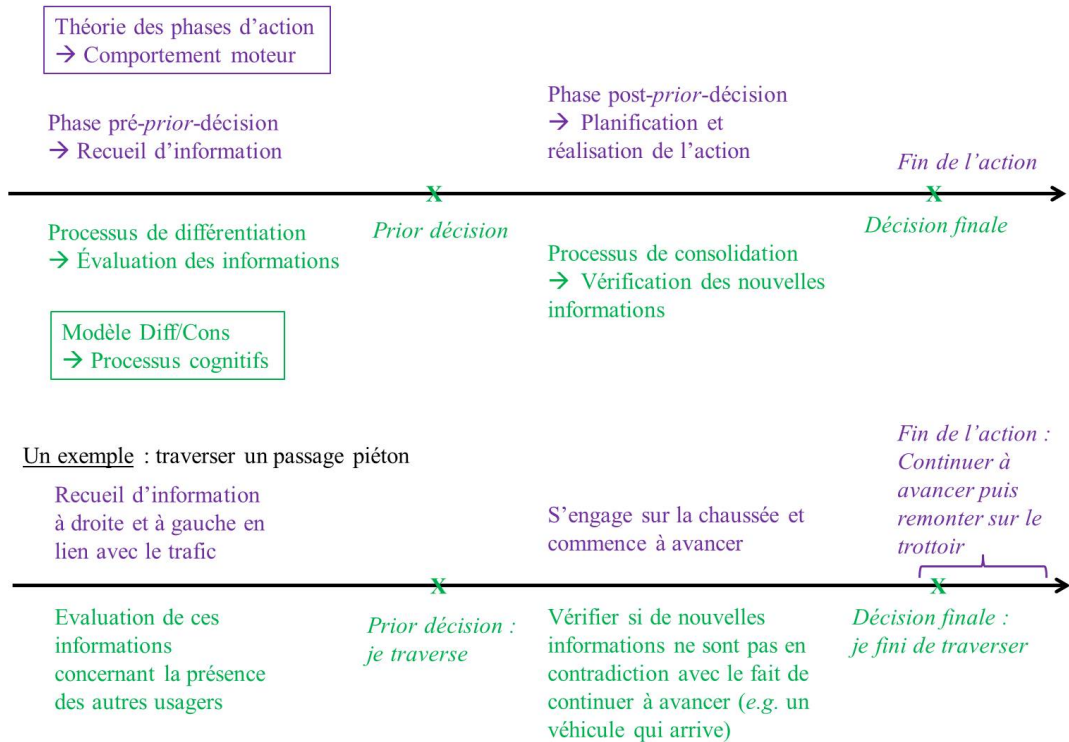 Théorie des phases d'action
→ Comportement moteur
Phase pré-prior-décision
→ Recueil d'information
Phase post-prior-décision
→ Planification et
réalisation de l'action
Fin de l'action
X
X
Processus de différentiation
→ Évaluation des informations
Prior décision
Processus de consolidation
→ Vérification des nouvelles
informations
Décision finale
Modèle Diff/Cons
→ Processus cognitifs
Un exemple : traverser un passage piéton
Recueil d'information
à droite et à gauche en
lien avec le trafic
S'engage sur la chaussée et
commence à avancer
Fin de l'action :
Continuer à
avancer puis
remonter sur le
trottoir
X
X
Evaluation de ces
informations
concernant la présence
des autres usagers
Prior décision :
je traverse
Vérifier si de nouvelles
informations ne sont pas en
contradiction avec le fait de
continuer à avancer (e.g. un
véhicule qui arrive)
Décision finale :
je fini de traverser